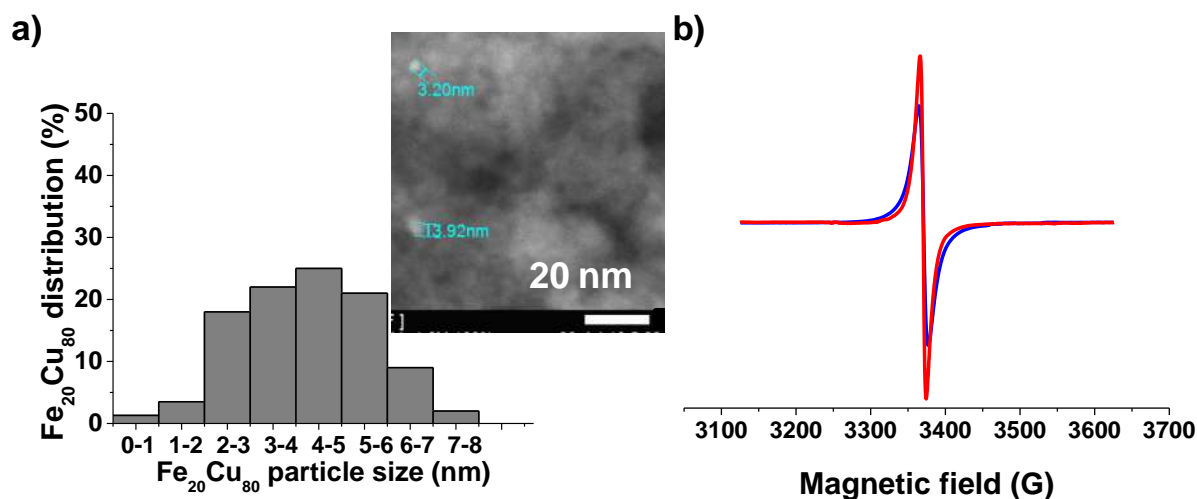 a)
Fe20Cu80 distribution (%)
50
40
30
20
10
0
0-1 1-2 2-3 3-4 4-5 5-6 6-7 7-8
Fe20Cu80 particle size (nm)
3.20nm
3.92nm
20 nm
b)
3100 3200 3300 3400 3500 3600 3700
Magnetic field (G)